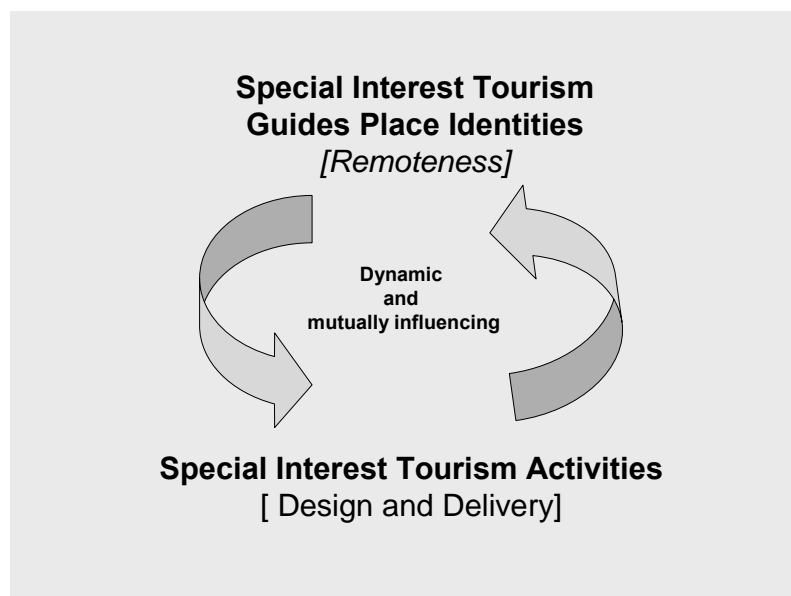 Special Interest Tourism
Guides Place Identities
[Remoteness]
Dynamic
and
mutually influencing
Special Interest Tourism Activities
[ Design and Delivery]